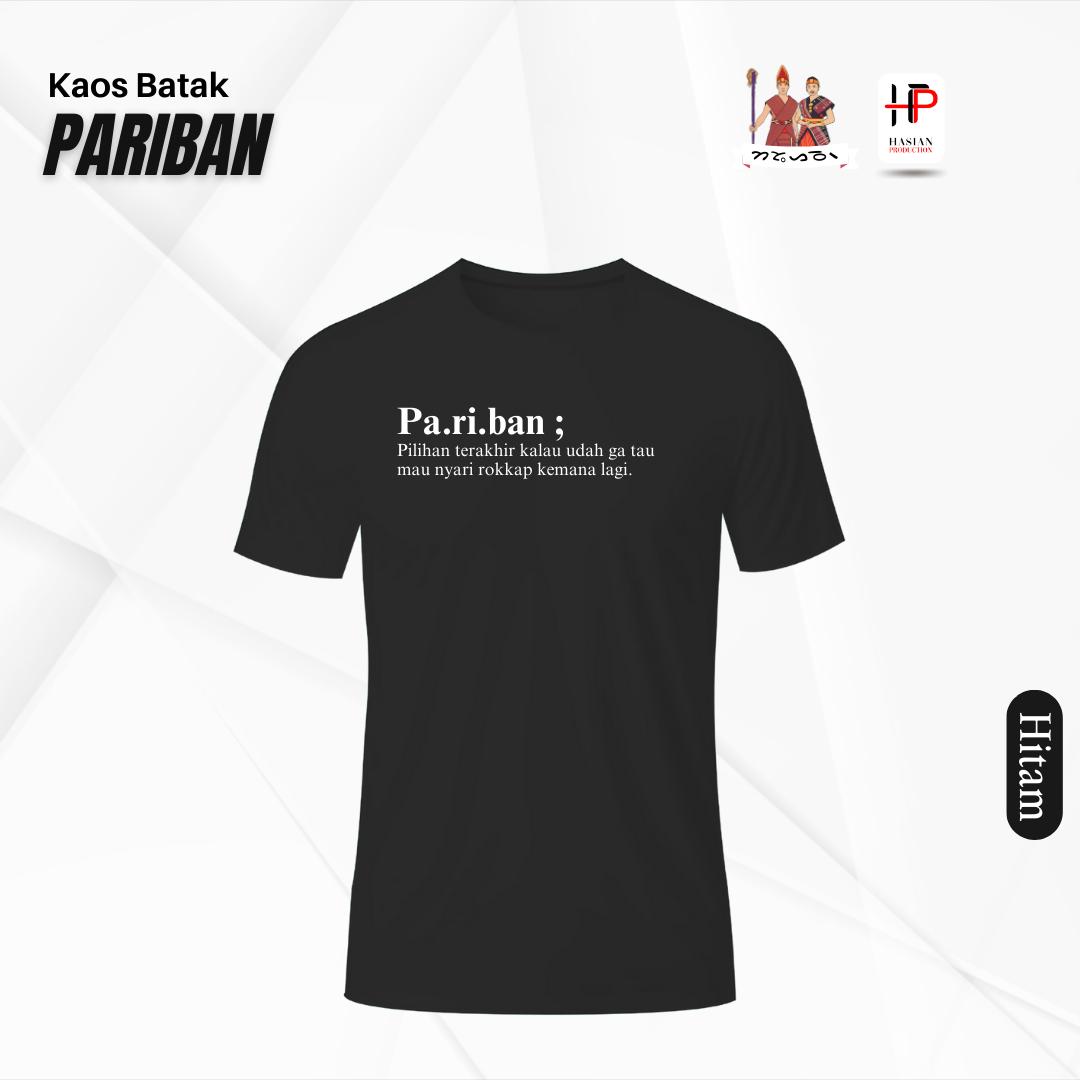 Kaos Batak
PARIBAN
HP
HASIAN
PRODUCTION
Pa.ri.ban ;
Pilihan terakhir kalau udah ga tau
mau nyari rokkap kemana lagi.
Hitam